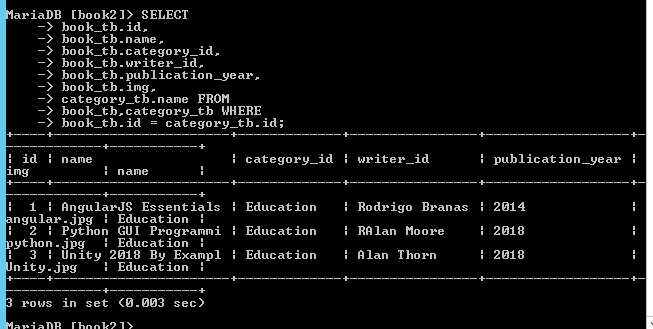 MariaDB [book2]> SELECT
-> book_tb.id,
-> book_tb.name,
-> book_tb.category_id,
-> book_tb.writer_id,
-> book_tb.publication_year,
-> book_tb.img,
-> category_tb.name FROM
-> book_tb,category_tb WHERE
-> book_tb.id = category_tb.id;
+----+--------------------+-------------+----------------+------------------+-
------------+-----------+
| id | name | category_id | writer_id | publication_year |
img | name |
+----+--------------------+-------------+----------------+------------------+-
------------+-----------+
| 1 | AngularJS Essentials | Education | Rodrigo Branas | 2014 |
angular.jpg | Education |
| 2 | Python GUI Programmi | Education | RAlan Moore | 2018 |
python.jpg | Education |
| 3 | Unity 2018 By Exampl | Education | Alan Thorn | 2018 |
Unity.jpg | Education |
+----+--------------------+-------------+----------------+------------------+-
------------+-----------+
3 rows in set (0.003 sec)
MariaDB [book2]>